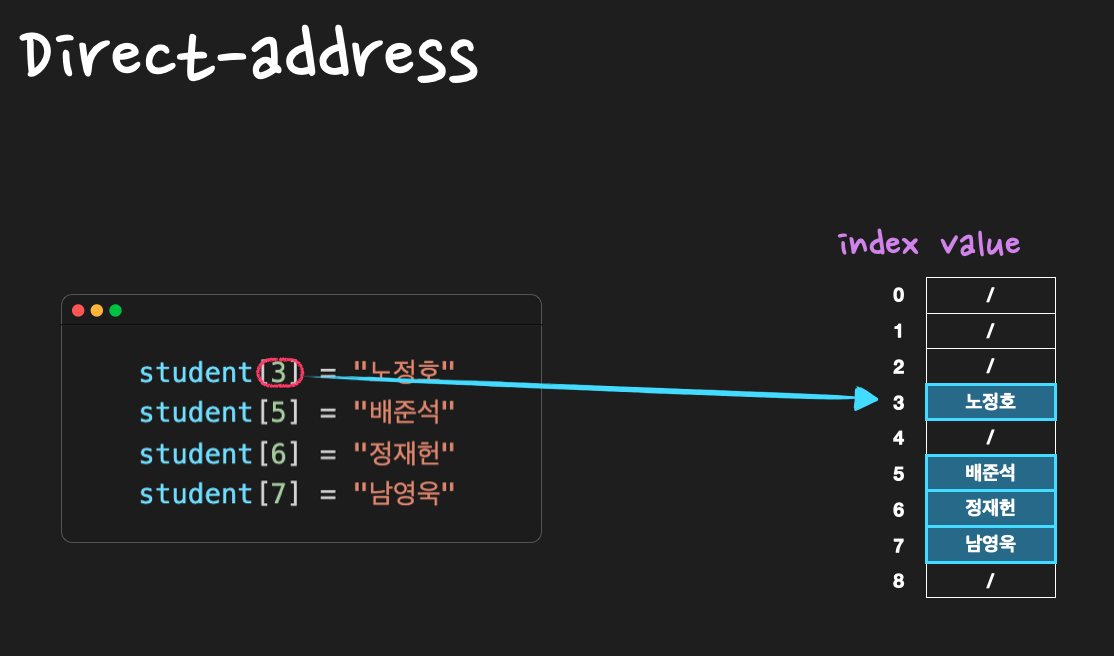 Direct-address
student[3] = "노정호"
student[5] = "배준석"
student[6] = "정재헌"
student[7] = "남영욱"
index value
0 /
1 /
2 /
3 노정호
4 /
5 배준석
6 정재헌
7 남영욱
8 /